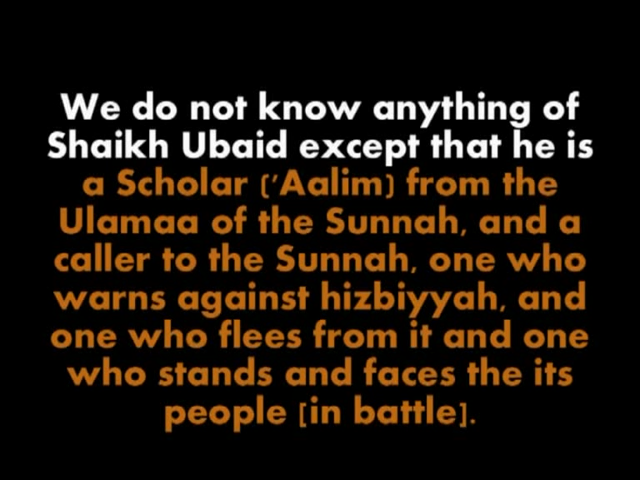 We do not know anything of
Shaikh Ubaid except that he is
a Scholar ('Aalim) from the
Ulamaa of the Sunnah, and a
caller to the Sunnah, one who
warns against hizbiyyah, and
one who flees from it and one
who stands and faces the its
people [in battle].